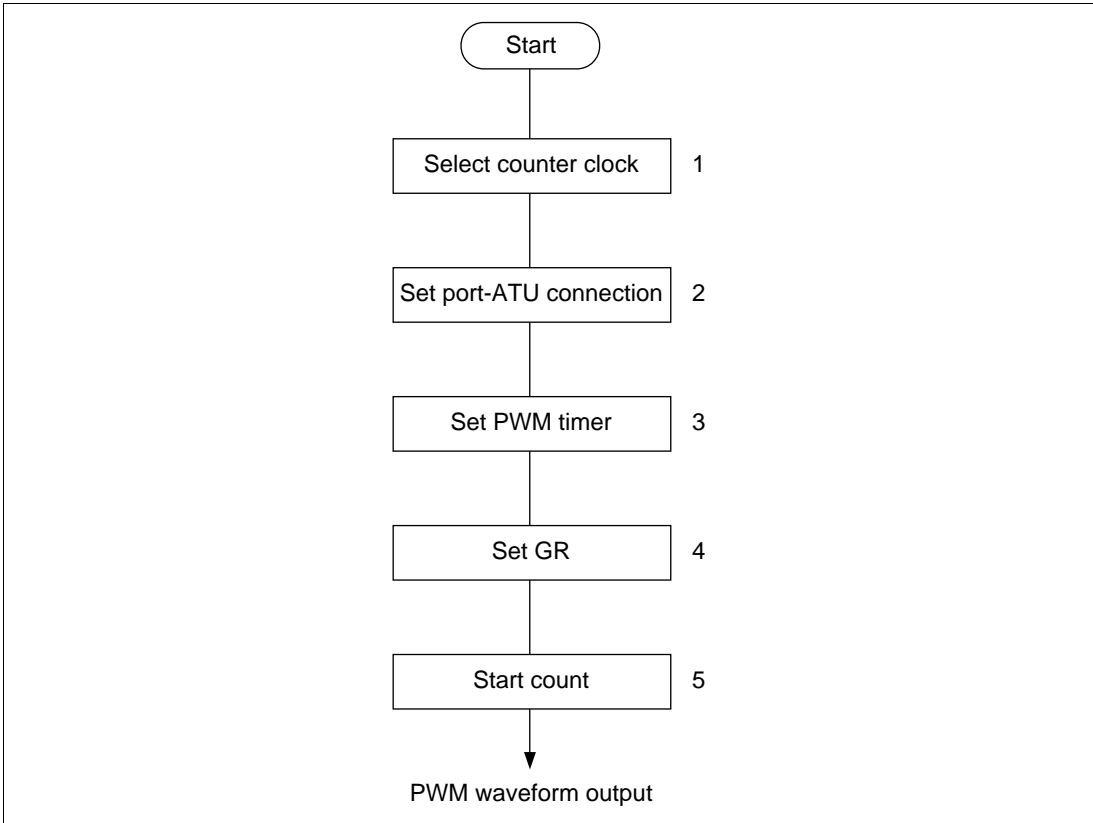 Start
Select counter clock 1
Set port-ATU connection 2
Set PWM timer 3
Set GR 4
Start count 5
PWM waveform output